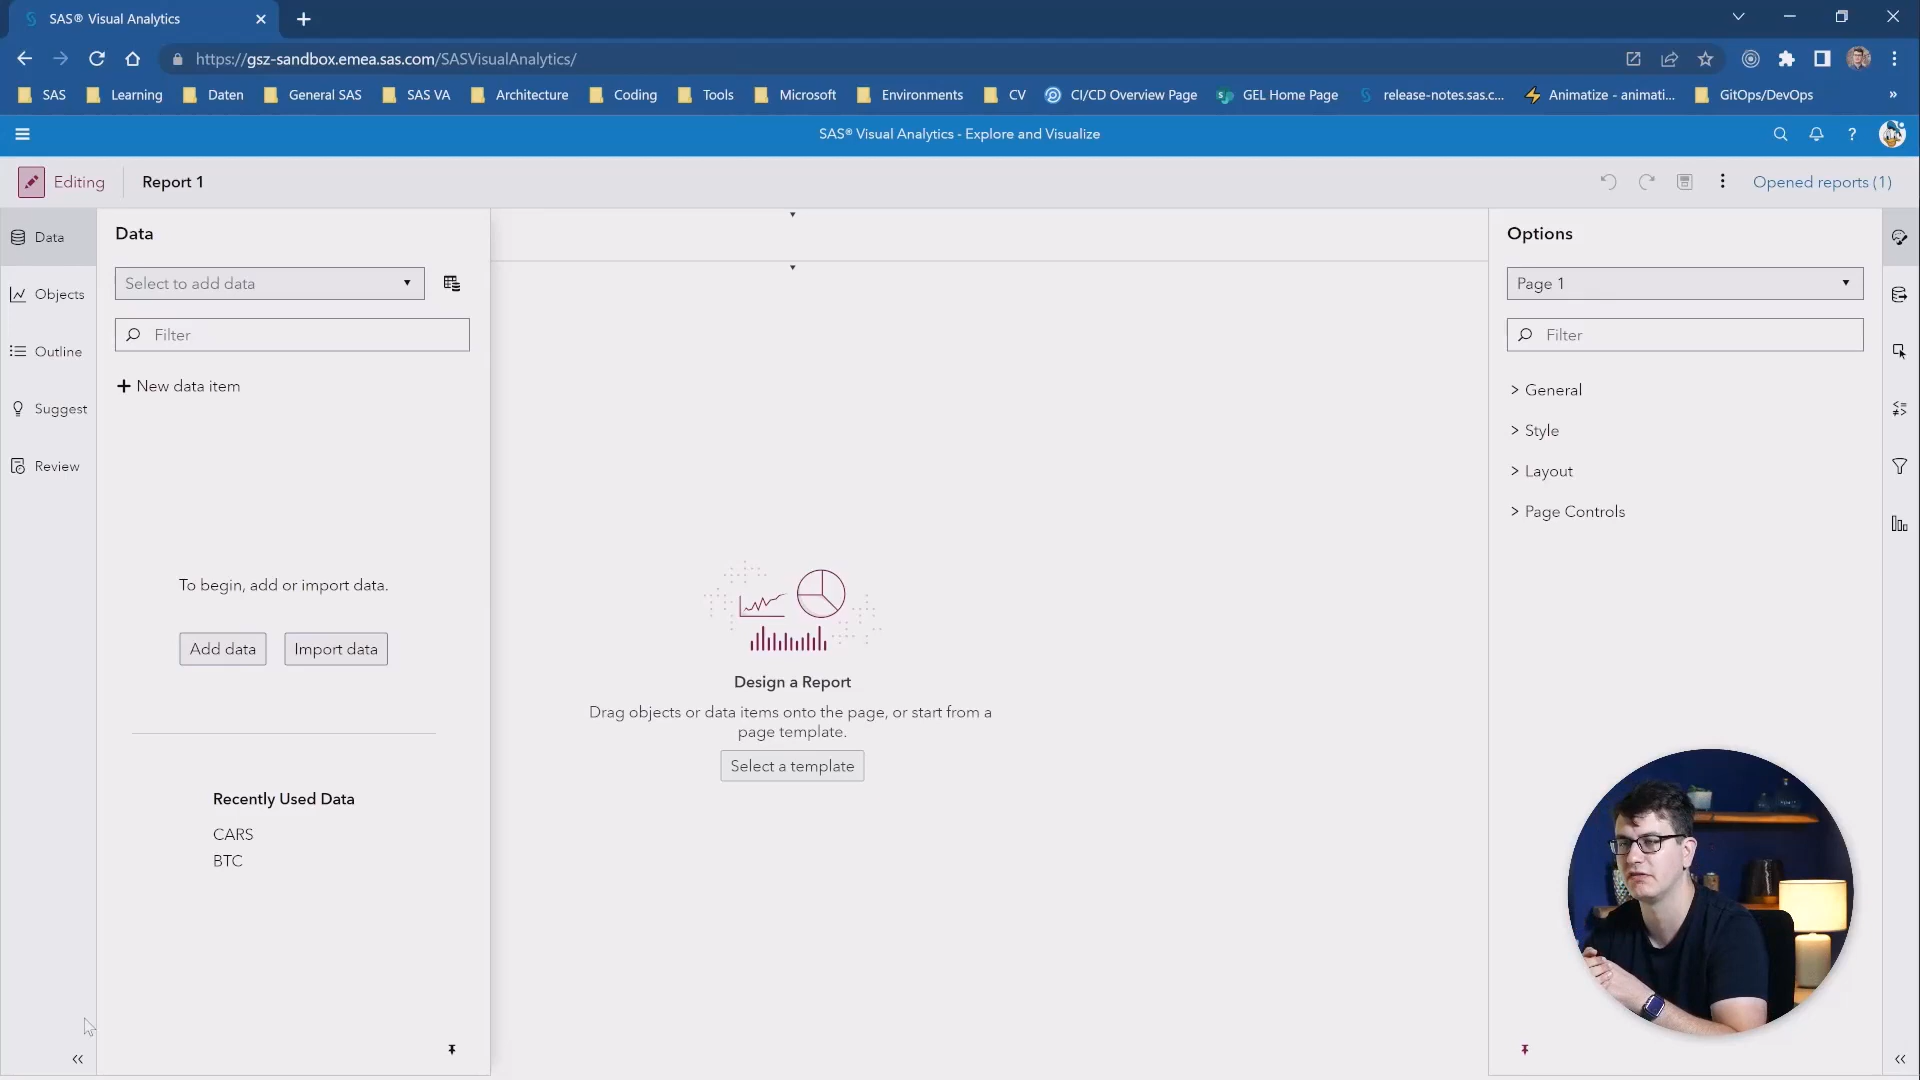 SAS® Visual Analytics
https://gsz-sandbox.emea.sas.com/SASVisualAnalytics/
SAS
Learning
Daten
General SAS
SAS VA
Architecture
Coding
Tools
Microsoft
Environments
CV
CI/CD Overview Page
GEL Home Page
release-notes.sas.c...
Animatize - animati...
GitOps/DevOps
SAS® Visual Analytics - Explore and Visualize
Editing
Report 1
Opened reports (1)
Data
Objects
Outline
Suggest
Review
Data
Select to add data
Filter
New data item
To begin, add or import data.
Add data
Import data
Recently Used Data
CARS
BTC
Design a Report
Drag objects or data items onto the page, or start from a
page template.
Select a template
Options
Page 1
Filter
General
Style
Layout
Page Controls